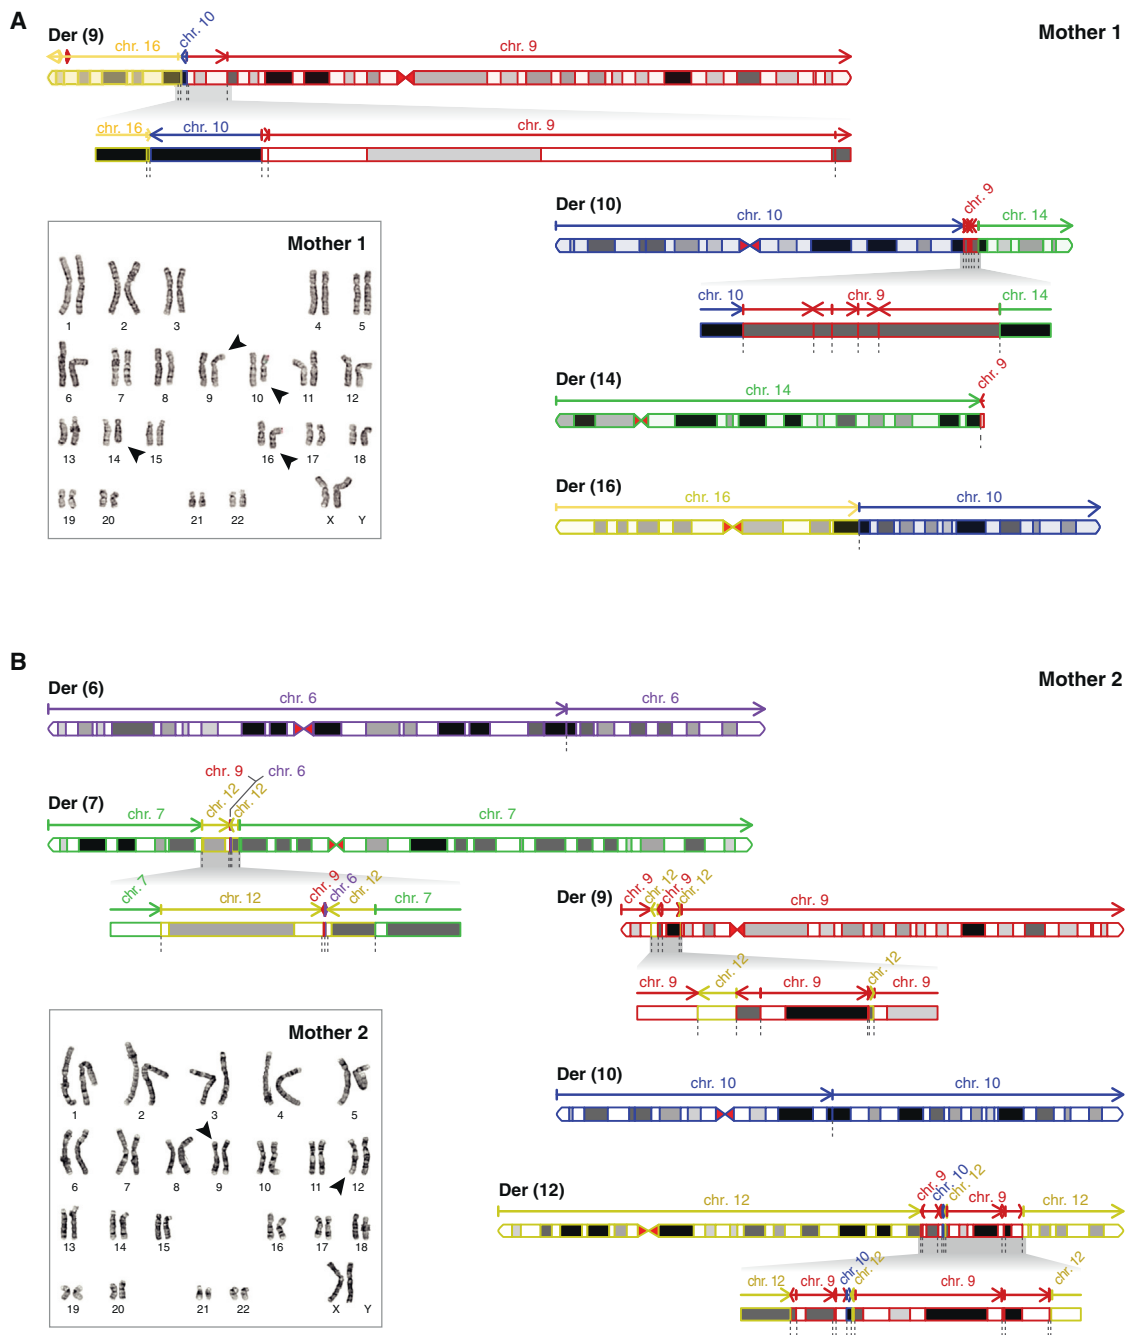 A
Mother 1
Der (9)
chr. 16
chr. 10
chr. 9
chr. 16
chr. 10
chr. 9
Mother 1
1 2 3 4 5
6 7 8 9 10 11 12
13 14 15 16 17 18
19 20 21 22 X Y
Der (10)
chr. 10
chr. 9
chr. 14
chr. 10
chr. 9
chr. 14
Der (14)
chr. 14
chr. 9
Der (16)
chr. 16
chr. 10
B
Mother 2
Der (6)
chr. 6
chr. 6
chr. 9
chr. 6
Der (7)
chr. 7
chr. 12
chr. 12
chr. 7
chr. 7
chr. 12
chr. 9
chr. 6
chr. 12
chr. 7
Der (9)
chr. 9
chr. 12
chr. 9
chr. 12
chr. 9
chr. 9
chr. 12
chr. 9
chr. 12
chr. 9
Mother 2
1 2 3 4 5
6 7 8 9 10 11 12
13 14 15 16 17 18
19 20 21 22 X Y
Der (10)
chr. 10
chr. 10
Der (12)
chr. 12
chr. 9
chr. 10
chr. 12
chr. 9
chr. 12
chr. 12
chr. 9
chr. 10
chr. 12
chr. 9
chr. 12